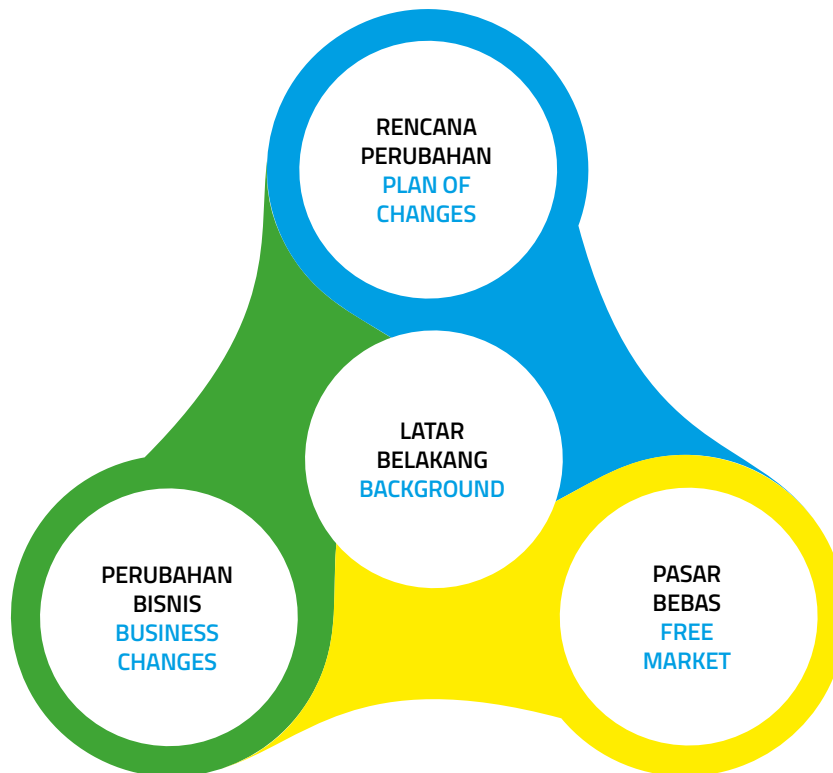 RENCANA
PERUBAHAN
PLAN OF
CHANGES
LATAR
BELAKANG
BACKGROUND
PERUBAHAN
BISNIS
BUSINESS
CHANGES
PASAR
BEBAS
FREE
MARKET